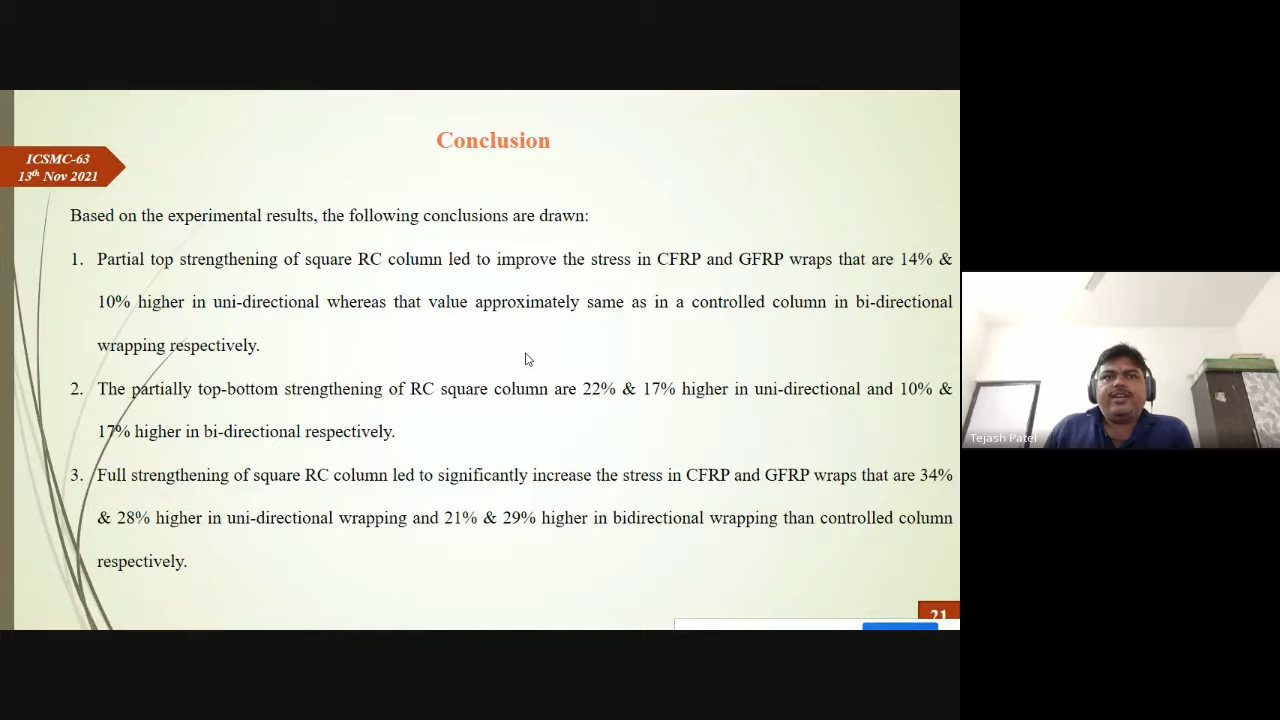 Conclusion
ICSMC-63
13th Nov 2021
Based on the experimental results, the following conclusions are drawn:
1. Partial top strengthening of square RC column led to improve the stress in CFRP and GFRP wraps that are 14% &
10% higher in uni-directional whereas that value approximately same as in a controlled column in bi-directional
wrapping respectively.
2. The partially top-bottom strengthening of RC square column are 22% & 17% higher in uni-directional and 10% &
17% higher in bi-directional respectively.
3. Full strengthening of square RC column led to significantly increase the stress in CFRP and GFRP wraps that are 34%
& 28% higher in uni-directional wrapping and 21% & 29% higher in bidirectional wrapping than controlled column
respectively.
21
Tejash Patel